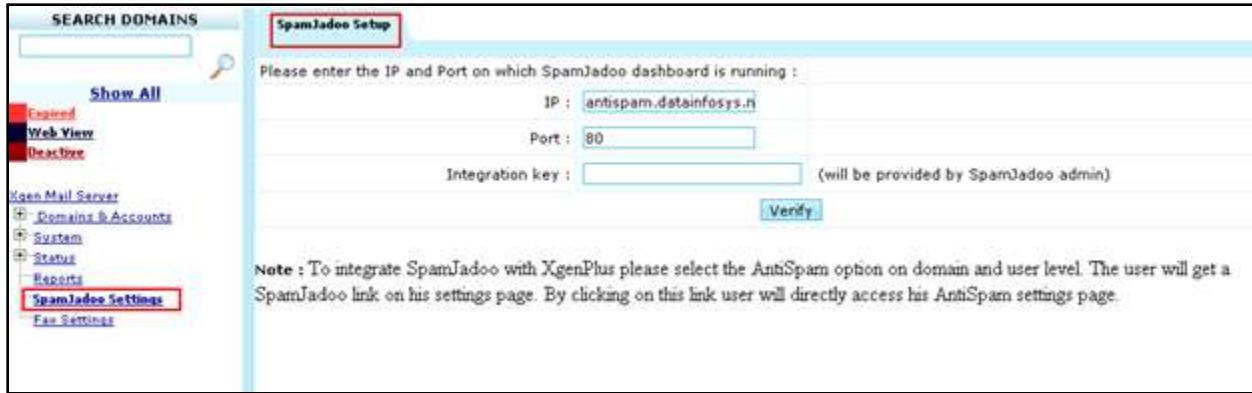 SEARCH DOMAINS
Show All
Expired
Web View
Deactive
Xgen Mail Server
Domains & Accounts
System
Status
Reports
SpamJadoo Settings
Fax Settings
SpamJadoo Setup
Please enter the IP and Port on which SpamJadoo dashboard is running :
IP : antispam.datainfosys.n
Port : 80
Integration key : (will be provided by SpamJadoo admin)
Verify
Note : To integrate SpamJadoo with XgenPlus please select the AntiSpam option on domain and user level. The user will get a
SpamJadoo link on his settings page. By clicking on this link user will directly access his AntiSpam settings page.